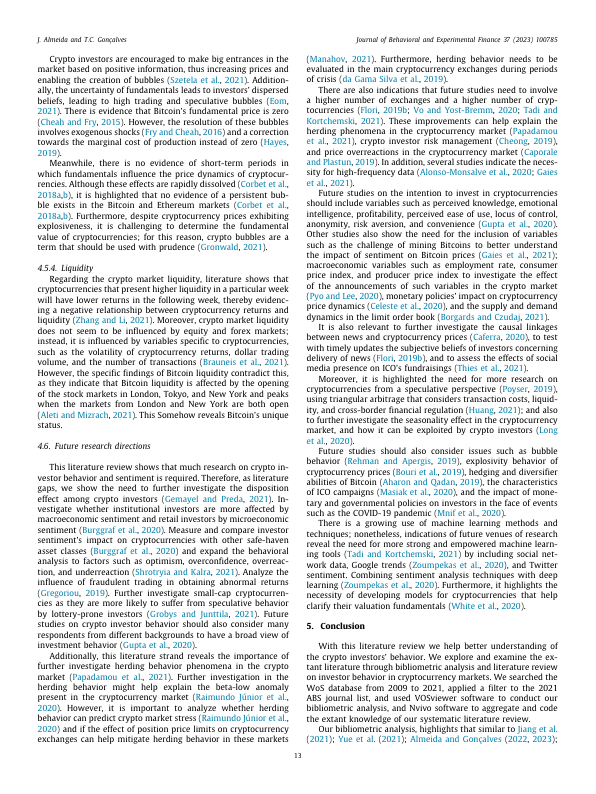 J. Almeida and T.C. Gonçalves
Journal of Behavioral and Experimental Finance 37 (2023) 100785
Crypto investors are encouraged to make big entrances in the
market based on positive information, thus increasing prices and
enabling the creation of bubbles (Szetela et al., 2021). Addition-
ally, the uncertainty of fundamentals leads to investors' dispersed
beliefs, leading to high trading and speculative bubbles (Eom,
2021). There is evidence that Bitcoin's fundamental price is zero
(Cheah and Fry, 2015). However, the resolution of these bubbles
involves exogenous shocks (Fry and Cheah, 2016) and a correction
towards the marginal cost of production instead of zero (Hayes,
2019).
Meanwhile, there is no evidence of short-term periods in
which fundamentals influence the price dynamics of cryptocur-
rencies. Although these effects are rapidly dissolved (Corbet et al.,
2018a,b), it is highlighted that no evidence of a persistent bub-
ble exists in the Bitcoin and Ethereum markets (Corbet et al.,
2018a,b). Furthermore, despite cryptocurrency prices exhibiting
explosiveness, it is challenging to determine the fundamental
value of cryptocurrencies; for this reason, crypto bubbles are a
term that should be used with prudence (Gronwald, 2021).
4.5.4. Liquidity
Regarding the crypto market liquidity, literature shows that
cryptocurrencies that present higher liquidity in a particular week
will have lower returns in the following week, thereby evidenc-
ing a negative relationship between cryptocurrency returns and
liquidity (Zhang and Li, 2021). Moreover, crypto market liquidity
does not seem to be influenced by equity and forex markets;
instead, it is influenced by variables specific to cryptocurrencies,
such as the volatility of cryptocurrency returns, dollar trading
volume, and the number of transactions (Brauneis et al., 2021).
However, the specific findings of Bitcoin liquidity contradict this,
as they indicate that Bitcoin liquidity is affected by the opening
of the stock markets in London, Tokyo, and New York and peaks
when the markets from London and New York are both open
(Aleti and Mizrach, 2021). This Somehow reveals Bitcoin's unique
status.
4.6. Future research directions
This literature review shows that much research on crypto in-
vestor behavior and sentiment is required. Therefore, as literature
gaps, we show the need to further investigate the disposition
effect among crypto investors (Gemayel and Preda, 2021). In-
vestigate whether institutional investors are more affected by
macroeconomic sentiment and retail investors by microeconomic
sentiment (Burggraf et al., 2020). Measure and compare investor
sentiment's impact on cryptocurrencies with other safe-haven
asset classes (Burggraf et al., 2020) and expand the behavioral
analysis to factors such as optimism, overconfidence, overreac-
tion, and underreaction (Shrotryia and Kalra, 2021). Analyze the
influence of fraudulent trading in obtaining abnormal returns
(Gregoriou, 2019). Further investigate small-cap cryptocurren-
cies as they are more likely to suffer from speculative behavior
by lottery-prone investors (Grobys and Junttila, 2021). Future
studies on crypto investor behavior should also consider many
respondents from different backgrounds to have a broad view of
investment behavior (Gupta et al., 2020).
Additionally, this literature strand reveals the importance of
further investigate herding behavior phenomena in the crypto
market (Papadamou et al., 2021). Further investigation in the
herding behavior might help explain the beta-low anomaly
present in the cryptocurrency market (Raimundo Júnior et al.,
2020). However, it is important to analyze whether herding
behavior can predict crypto market stress (Raimundo Júnior et al.,
2020) and if the effect of position price limits on cryptocurrency
exchanges can help mitigate herding behavior in these markets
(Manahov, 2021). Furthermore, herding behavior needs to be
evaluated in the main cryptocurrency exchanges during periods
of crisis (da Gama Silva et al., 2019).
There are also indications that future studies need to involve
a higher number of exchanges and a higher number of cryp-
tocurrencies (Flori, 2019b; Vo and Yost-Bremm, 2020; Tadi and
Kortchemski, 2021). These improvements can help explain the
herding phenomena in the cryptocurrency market (Papadamou
et al., 2021), crypto investor risk management (Cheong, 2019),
and price overreactions in the cryptocurrency market (Caporale
and Plastun, 2019). In addition, several studies indicate the neces-
sity for high-frequency data (Alonso-Monsalve et al., 2020; Gaies
et al., 2021).
Future studies on the intention to invest in cryptocurrencies
should include variables such as perceived knowledge, emotional
intelligence, profitability, perceived ease of use, locus of control,
anonymity, risk aversion, and convenience (Gupta et al., 2020).
Other studies also show the need for the inclusion of variables
such as the challenge of mining Bitcoins to better understand
the impact of sentiment on Bitcoin prices (Gaies et al., 2021);
macroeconomic variables such as employment rate, consumer
price index, and producer price index to investigate the effect
of the announcements of such variables in the crypto market
(Pyo and Lee, 2020), monetary policies' impact on cryptocurrency
price dynamics (Celeste et al., 2020), and the supply and demand
dynamics in the limit order book (Borgards and Czudaj, 2021).
It is also relevant to further investigate the causal linkages
between news and cryptocurrency prices (Caferra, 2020), to test
with timely updates the subjective beliefs of investors concerning
delivery of news (Flori, 2019b), and to assess the effects of social
media presence on ICO's fundraisings (Thies et al., 2021).
Moreover, it is highlighted the need for more research on
cryptocurrencies from a speculative perspective (Poyser, 2019),
using triangular arbitrage that considers transaction costs, liquid-
ity, and cross-border financial regulation (Huang, 2021); and also
to further investigate the seasonality effect in the cryptocurrency
market, and how it can be exploited by crypto investors (Long
et al., 2020).
Future studies should also consider issues such as bubble
behavior (Rehman and Apergis, 2019), explosivity behavior of
cryptocurrency prices (Bouri et al., 2019), hedging and diversifier
abilities of Bitcoin (Aharon and Qadan, 2019), the characteristics
of ICO campaigns (Masiak et al., 2020), and the impact of mone-
tary and governmental policies on investors in the face of events
such as the COVID-19 pandemic (Mnif et al., 2020).
There is a growing use of machine learning methods and
techniques; nonetheless, indications of future venues of research
reveal the need for more strong and empowered machine learn-
ing tools (Tadi and Kortchemski, 2021) by including social net-
work data, Google trends (Zoumpekas et al., 2020), and Twitter
sentiment. Combining sentiment analysis techniques with deep
learning (Zoumpekas et al., 2020). Furthermore, it highlights the
necessity of developing models for cryptocurrencies that help
clarify their valuation fundamentals (White et al., 2020).
5. Conclusion
With this literature review we help better understanding of
the crypto investors' behavior. We explore and examine the ex-
tant literature through bibliometric analysis and literature review
on investor behavior in cryptocurrency markets. We searched the
WoS database from 2009 to 2021, applied a filter to the 2021
ABS journal list, and used VOSviewer software to conduct our
bibliometric analysis, and Nvivo software to aggregate and code
the extant knowledge of our systematic literature review.
Our bibliometric analysis, highlights that similar to Jiang et al.
(2021); Yue et al. (2021); Almeida and Gonçalves (2022, 2023);
13